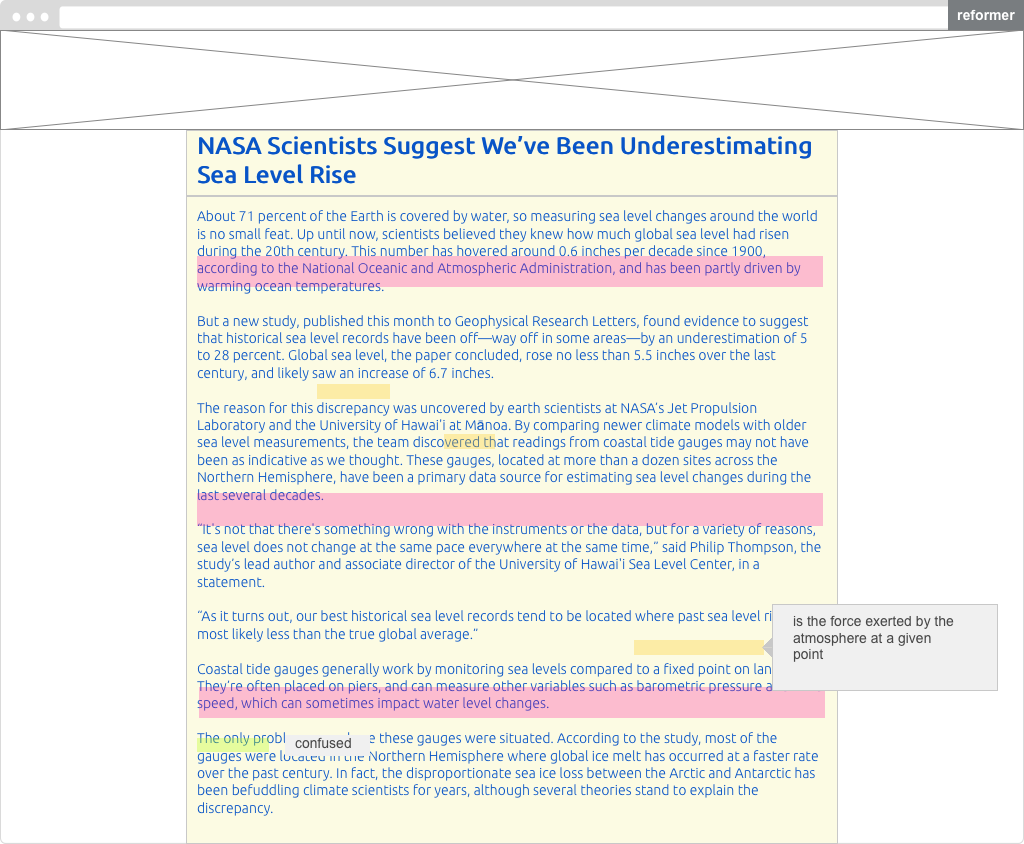 reformer
NASA Scientists Suggest We've Been Underestimating
Sea Level Rise
About 71 percent of the Earth is covered by water, so measuring sea level changes around the world
is no small feat. Up until now, scientists believed they knew how much global sea level had risen
during the 20th century. This number has hovered around 0.6 inches per decade since 1900,
according to the National Oceanic and Atmospheric Administration, and has been partly driven by
warming ocean temperatures.
But a new study, published this month to Geophysical Research Letters, found evidence to suggest
that historical sea level records have been off—way off in some areas—by an underestimation of 5
to 28 percent. Global sea level, the paper concluded, rose no less than 5.5 inches over the last
century, and likely saw an increase of 6.7 inches.
The reason for this discrepancy was uncovered by earth scientists at NASA's Jet Propulsion
Laboratory and the University of Hawai'i at Mānoa. By comparing newer climate models with older
sea level measurements, the team discovered that readings from coastal tide gauges may not have
been as indicative as we thought. These gauges, located at more than a dozen sites across the
Northern Hemisphere, have been a primary data source for estimating sea level changes during the
last several decades.
"It's not that there's something wrong with the instruments or the data, but for a variety of reasons,
sea level does not change at the same pace everywhere at the same time," said Philip Thompson, the
study's lead author and associate director of the University of Hawai'i Sea Level Center, in a
statement.
"As it turns out, our best historical sea level records tend to be located where past sea level
most likely less than the true global average."
is the force exerted by the
atmosphere at a given
point
Coastal tide gauges generally work by monitoring sea levels compared to a fixed point on
They're often placed on piers, and can measure other variables such as barometric pressure
speed, which can sometimes impact water level changes.
The only these gauges were situated. According to the study, most of the
confused
gauges were located in the Northern Hemisphere where global ice melt has occurred at a faster rate
over the past century. In fact, the disproportionate sea ice loss between the Arctic and Antarctic has
been befuddling climate scientists for years, although several theories stand to explain the
discrepancy.